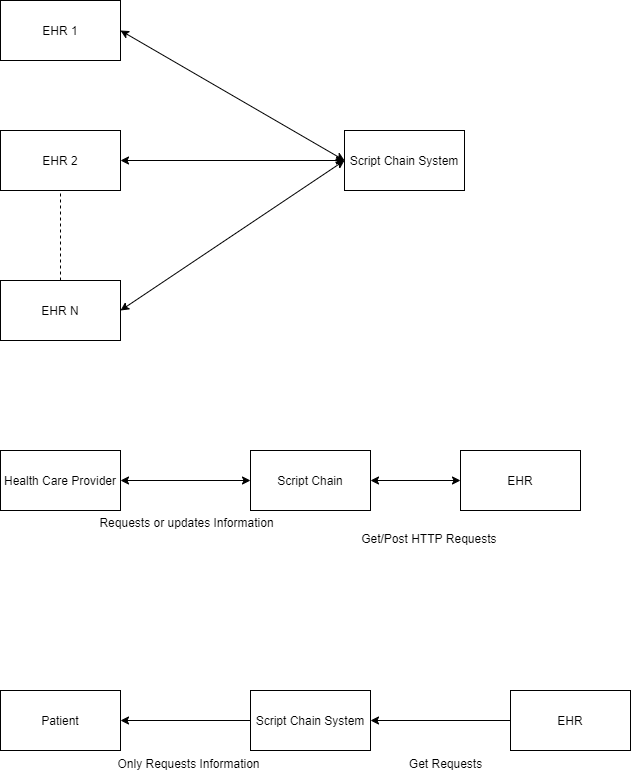 EHR 1
EHR 2
Script Chain System
EHR N
Health Care Provider
Script Chain
EHR
Requests or updates Information
Get/Post HTTP Requests
Patient
Script Chain System
EHR
Only Requests Information
Get Requests